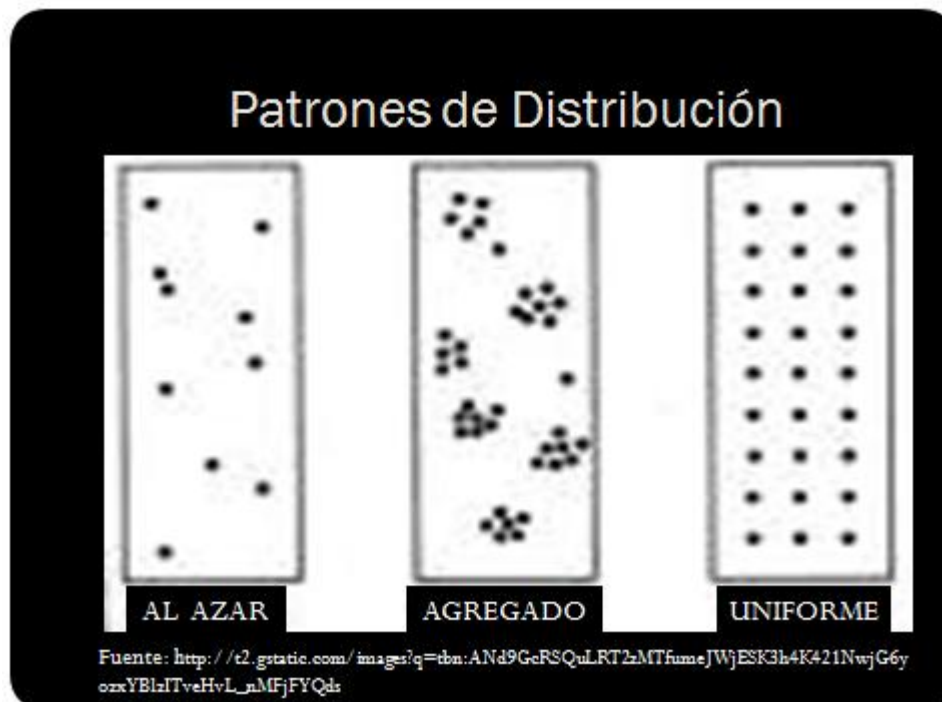 Patrones de Distribución
AL AZAR
AGREGADO
UNIFORME
Fuente: http://t2.gstatic.com/images?q=tbn:ANd9GcRSQuLRT2zMTfumeJWjESK3h4K421NwjG6y
ozxYBlzITveHvL_nMFjFYQds